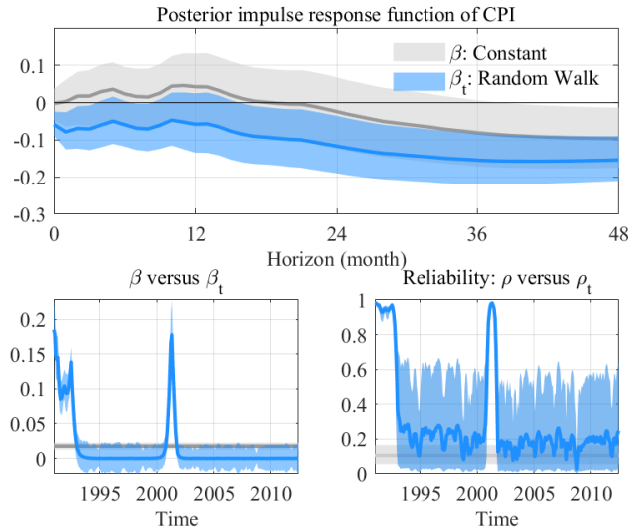 Posterior impulse response function of CPI
β: Constant
βt: Random Walk
0.1
0
-0.1
-0.2
-0.3
0 12 24 36 48
Horizon (month)
β versus βt
0.2
0.15
0.1
0.05
0
1995 2000 2005 2010
Time
Reliability: ρ versus ρt
1
0.8
0.6
0.4
0.2
0
1995 2000 2005 2010
Time